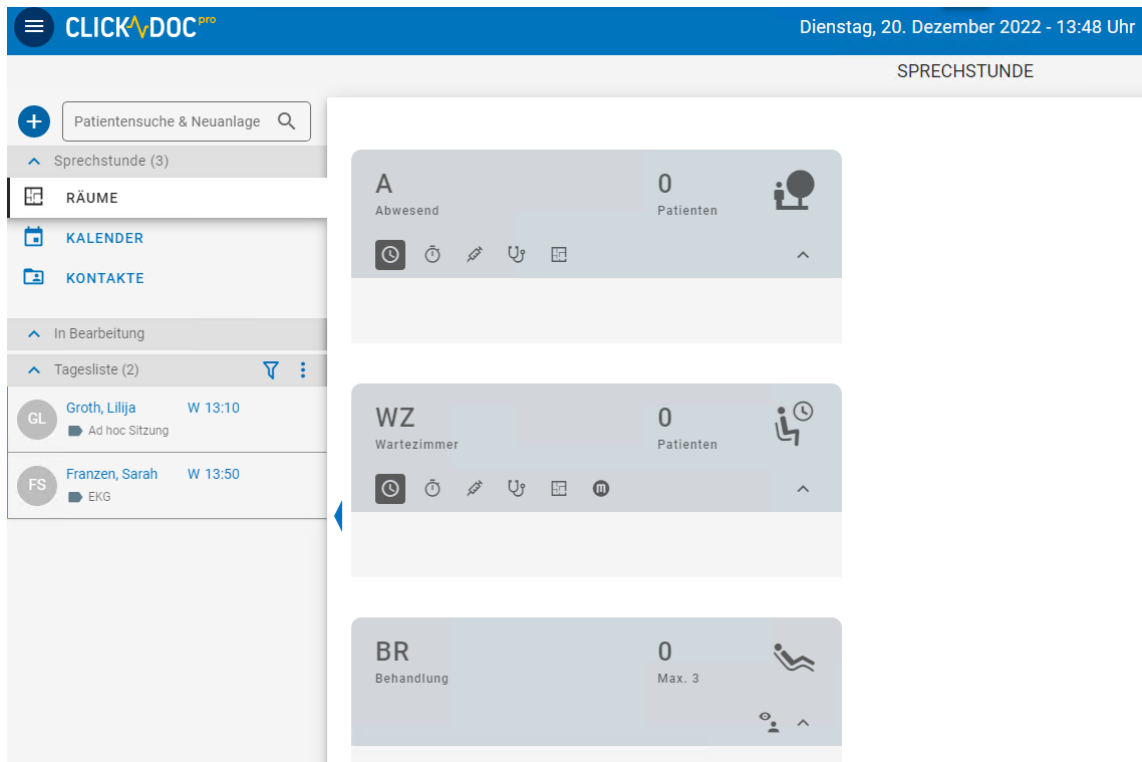 CLICKDOC pro
Dienstag, 20. Dezember 2022 - 13:48 Uhr
SPRECHSTUNDE
Patientensuche & Neuanlage
Sprechstunde (3)
RÄUME
KALENDER
KONTAKTE
In Bearbeitung
Tagesliste (2)
GL
Groth, Lilija W 13:10
Ad hoc Sitzung
FS
Franzen, Sarah W 13:50
EKG
A
Abwesend
0
Patienten
WZ
Wartezimmer
0
Patienten
m
BR
Behandlung
0
Max. 3